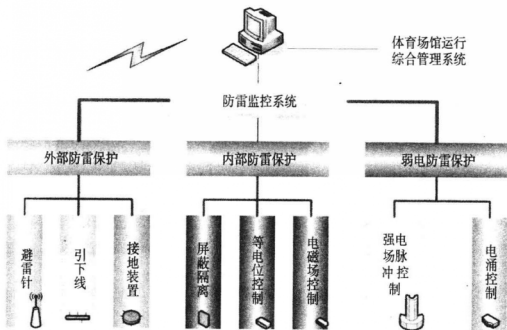 体育场馆运行
综合管理系统
防雷监控系统
外部防雷保护
内部防雷保护
弱电防雷保护
避雷针
引下线
接地装置
屏蔽隔离
等电位控制
电磁场控制
强场冲制
电脉控
电涌控制